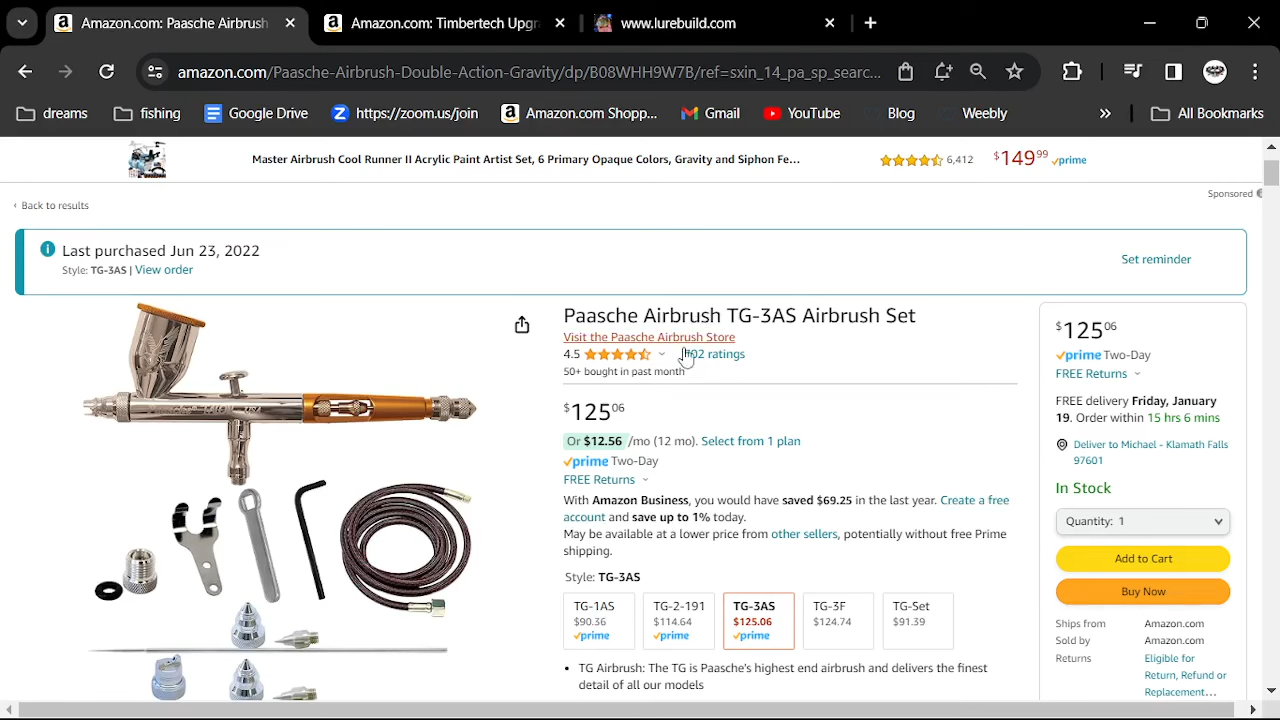 Amazon.com: Paasche Airbrush
Amazon.com: Timbertech Upgr
www.lurebuild.com
amazon.com/Paasche-Airbrush-Double-Action-Gravity/dp/B08WHH9W7B/ref=sxin_14_pa_sp_searc...
dreams
fishing
Google Drive
https://zoom.us/join
Amazon.com Shopp...
Gmail
YouTube
Blog
Weebly
»
All Bookmarks
Master Airbrush Cool Runner II Acrylic Paint Artist Set, 6 Primary Opaque Colors, Gravity and Siphon Fe...
6,412
$149 99 prime
Sponsored
‹ Back to results
Last purchased Jun 23, 2022
Style: TG-3AS | View order
Set reminder
Paasche Airbrush TG-3AS Airbrush Set
Visit the Paasche Airbrush Store
4.5
ratings
50+ bought in past month
$125 06
Or $12.56 /mo (12 mo). Select from 1 plan
prime Two-Day
FREE Returns
With Amazon Business, you would have saved $69.25 in the last year. Create a free
account and save up to 1% today.
May be available at a lower price from other sellers, potentially without free Prime
shipping.
Style: TG-3AS
TG-1AS
$90.36
prime
TG-2-191
$114.64
prime
TG-3AS
$125.06
prime
TG-3F
$124.74
TG-Set
$91.39
• TG Airbrush: The TG is Paasche's highest end airbrush and delivers the finest
detail of all our models
$125 06
prime Two-Day
FREE Returns
FREE delivery Friday, January
19. Order within 15 hrs 6 mins
Deliver to Michael - Klamath Falls
97601
In Stock
Quantity: 1
Add to Cart
Buy Now
Ships from Amazon.com
Sold by Amazon.com
Returns Eligible for
Return, Refund or
Replacement...